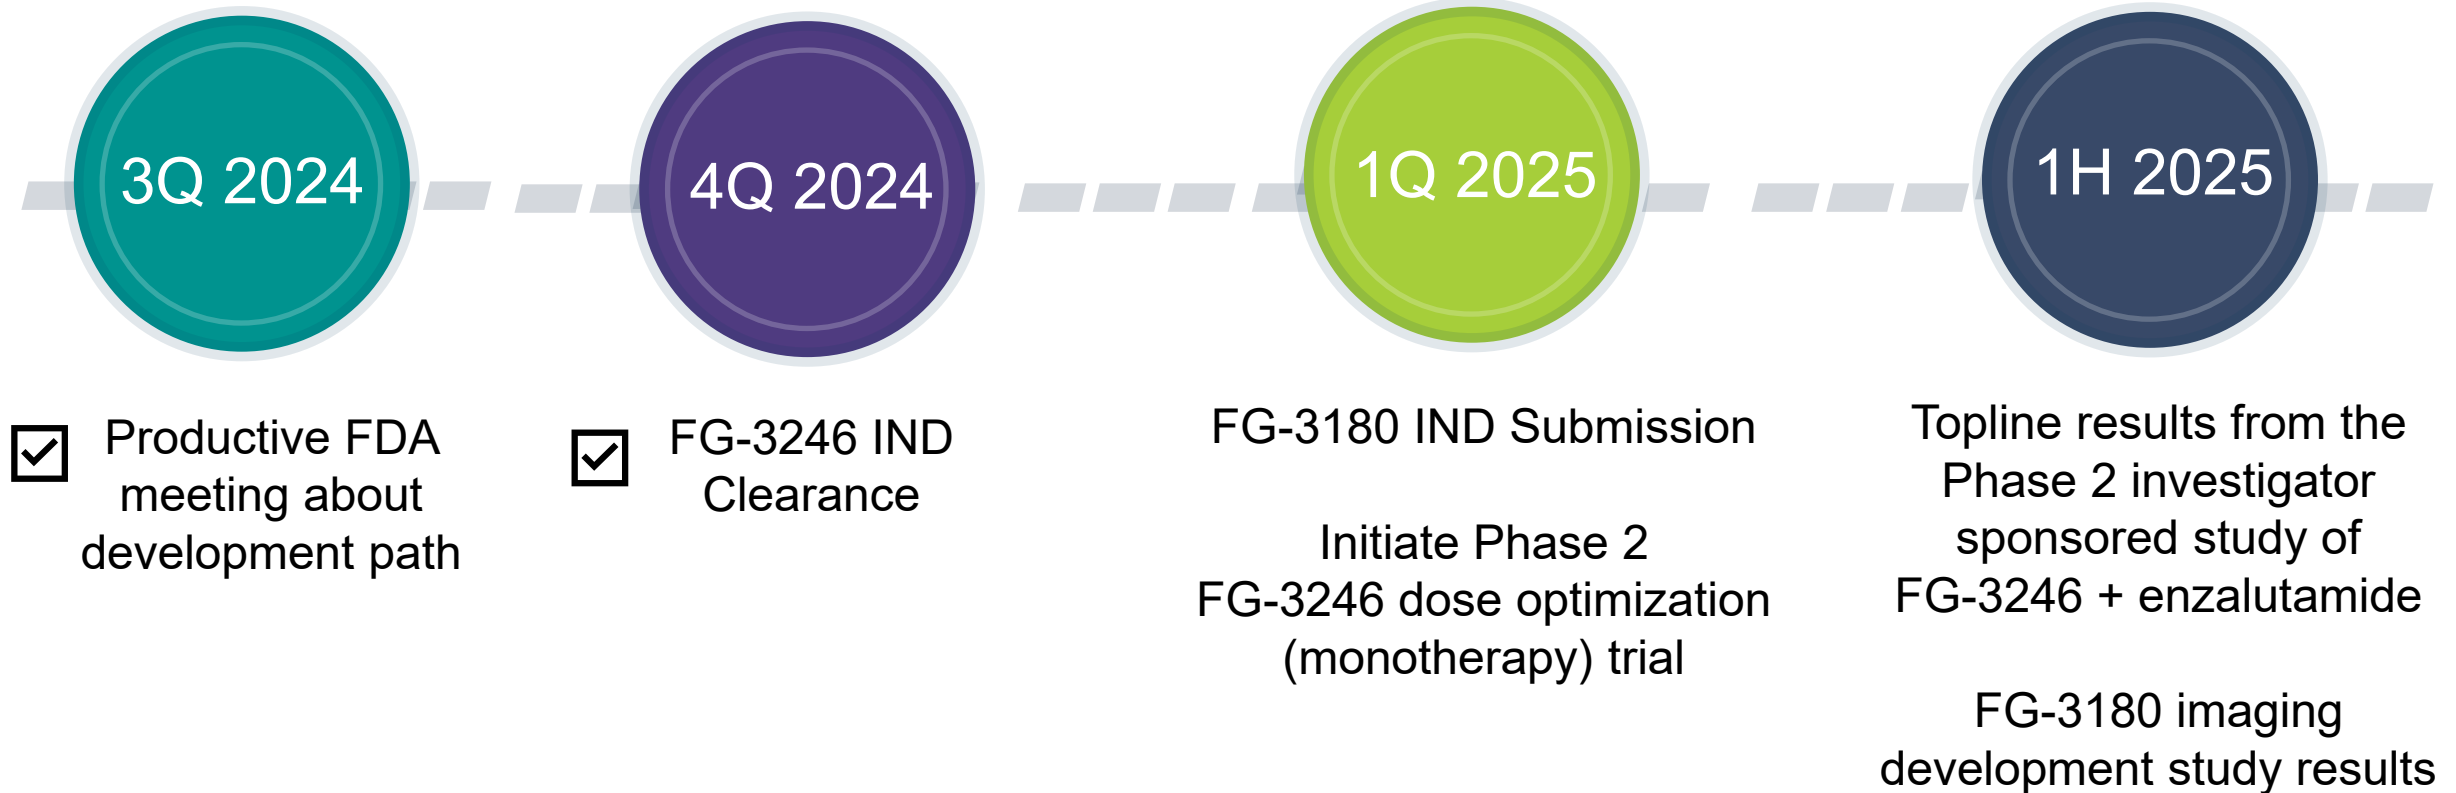 3Q 2024
Productive FDA
meeting about
development path
4Q 2024
FG-3246 IND
Clearance
1Q 2025
FG-3180 IND Submission
Initiate Phase 2
FG-3246 dose optimization
(monotherapy) trial
1H 2025
Topline results from the
Phase 2 investigator
sponsored study of
FG-3246 + enzalutamide
FG-3180 imaging
development study results